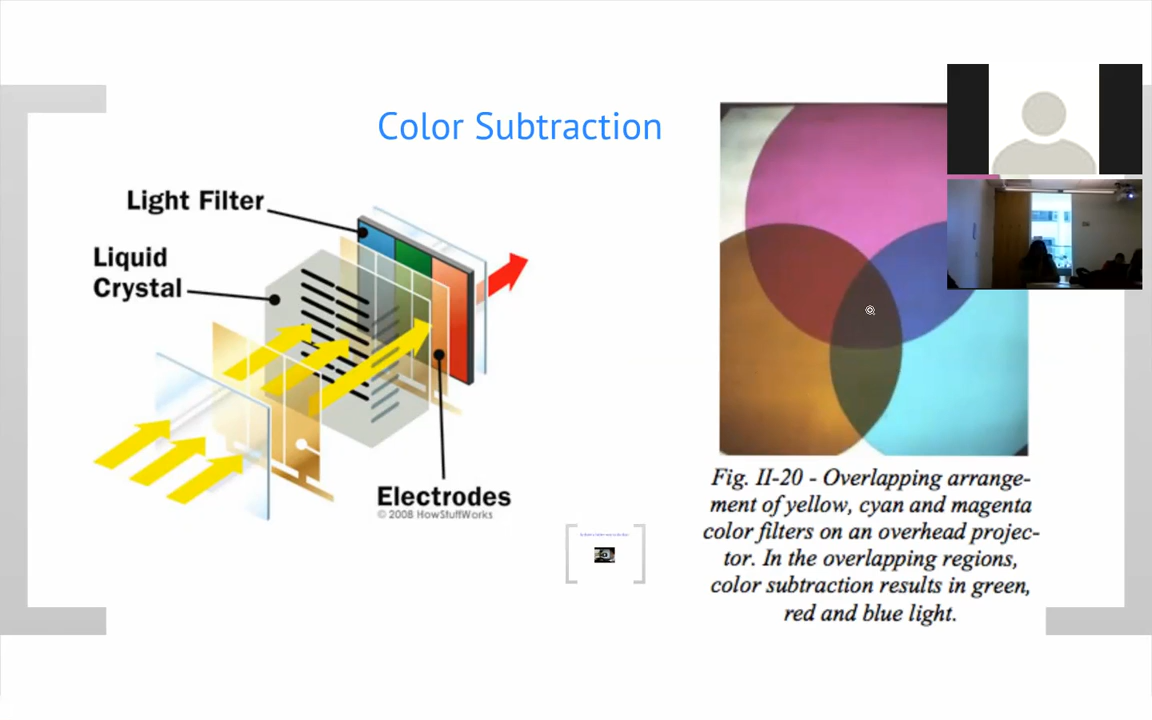 Color Subtraction
Light Filter
Liquid
Crystal
Electrodes
© 2008 HowStuffWorks
Fig. II-20 - Overlapping arrange-
ment of yellow, cyan and magenta
color filters on an overhead projec-
tor. In the overlapping regions,
color subtraction results in green,
red and blue light.